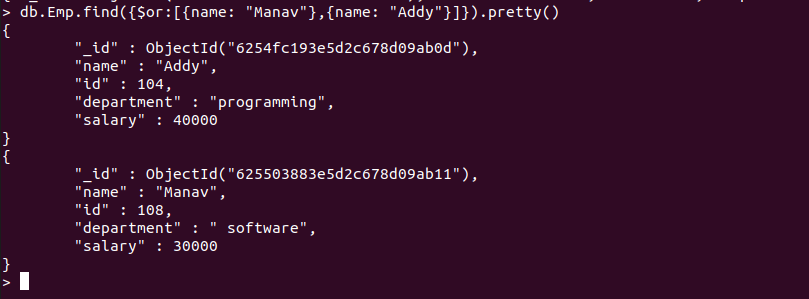 > db.Emp.find({$or:[{name: "Manav"},{name: "Addy"}]}).pretty()
{
"_id" : ObjectId("6254fc193e5d2c678d09ab0d"),
"name" : "Addy",
"id" : 104,
"department" : "programming",
"salary" : 40000
}
{
"_id" : ObjectId("625503883e5d2c678d09ab11"),
"name" : "Manav",
"id" : 108,
"department" : " software",
"salary" : 30000
}
>